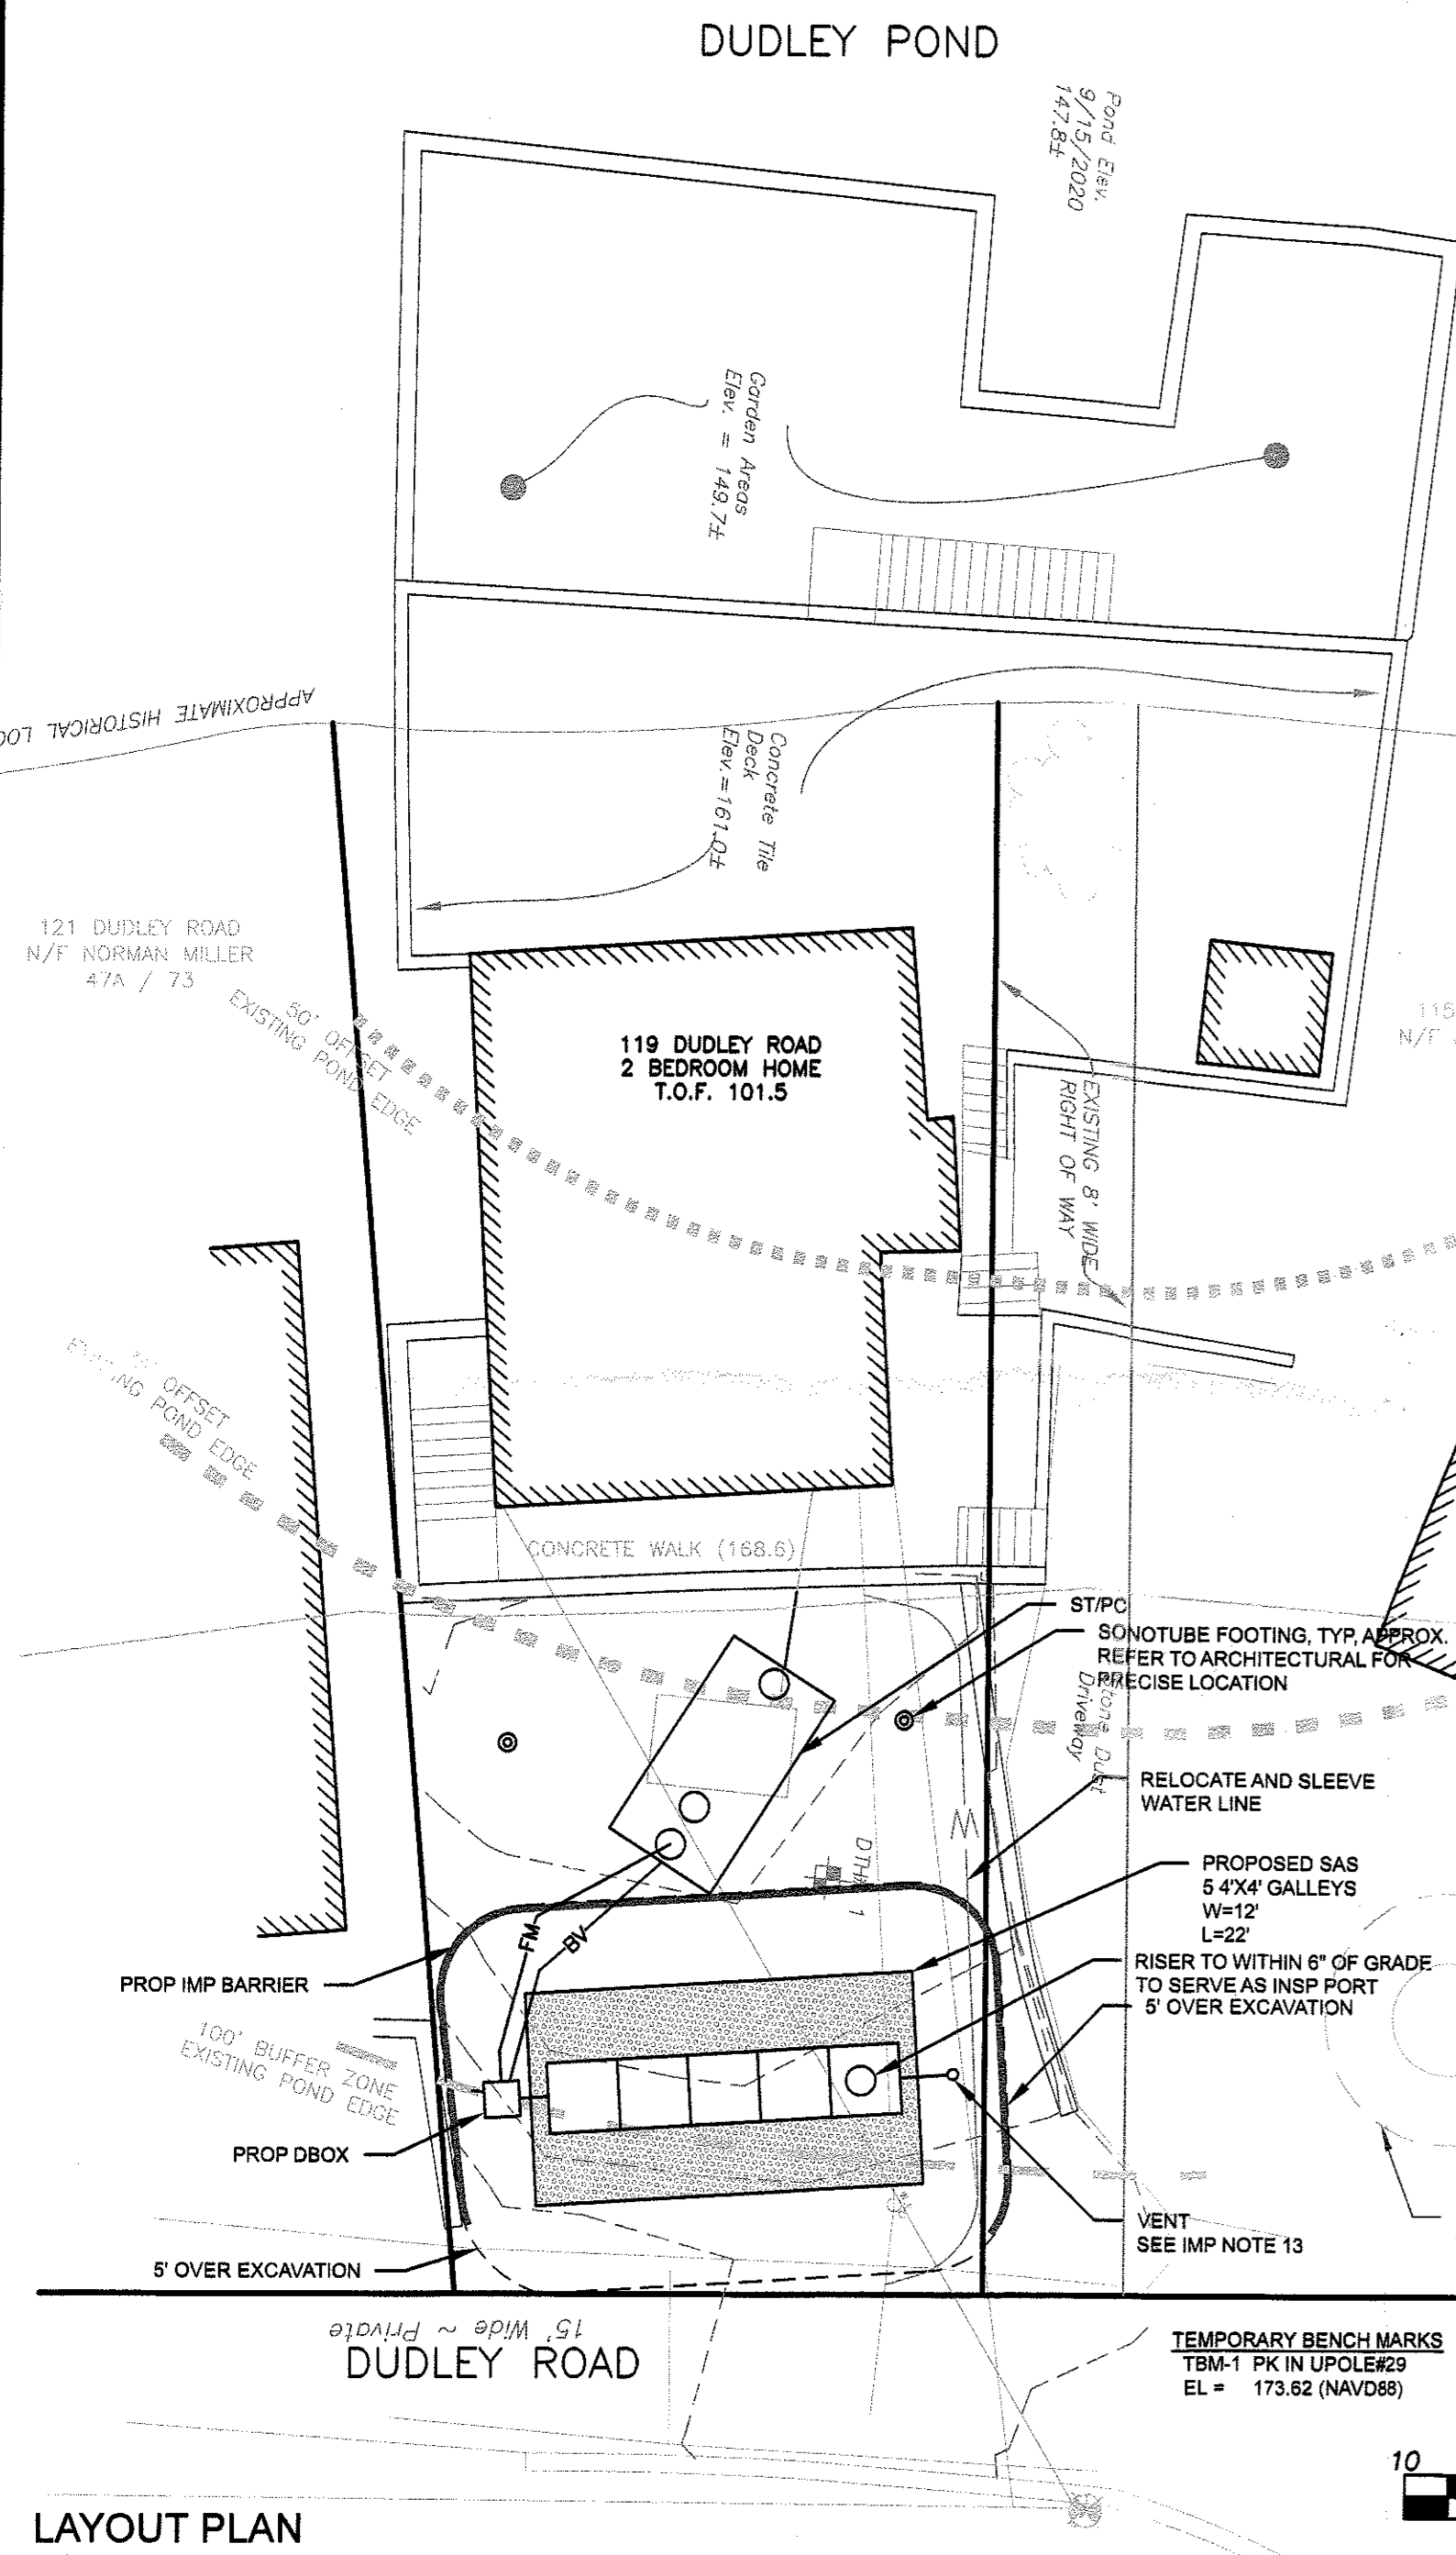 DUDLEY POND
Pond Elev.
9/15/2020
147.8±
Garden Areas
Elev. = 149.7±
APPROXIMATE HISTORICAL
Concrete Tile
Deck
Elev.=161.0±
121 DUDLEY ROAD
N/F NORMAN MILLER
47A / 73
50' OFFSET
EXISTING POND EDGE
119 DUDLEY ROAD
2 BEDROOM HOME
T.O.F. 101.5
115
N/F
EXISTING 8' WIDE
RIGHT OF WAY
OFFSET
POND EDGE
CONCRETE WALK (168.6)
ST/PC
SONOTUBE FOOTING, TYP, APPROX.
REFER TO ARCHITECTURAL FOR
PRECISE LOCATION
Stone Dust
Driveway
RELOCATE AND SLEEVE
WATER LINE
W
DTH# 1
PROPOSED SAS
5 4'X4' GALLEYS
W=12'
L=22'
FM
BV
RISER TO WITHIN 6" OF GRADE
TO SERVE AS INSP PORT
5' OVER EXCAVATION
PROP IMP BARRIER
100' BUFFER ZONE
EXISTING POND EDGE
PROP DBOX
VENT
SEE IMP NOTE 13
5' OVER EXCAVATION
15' Wide ~ Private
DUDLEY ROAD
TEMPORARY BENCH MARKS
TBM-1 PK IN UPOLE#29
EL = 173.62 (NAVD88)
10
LAYOUT PLAN